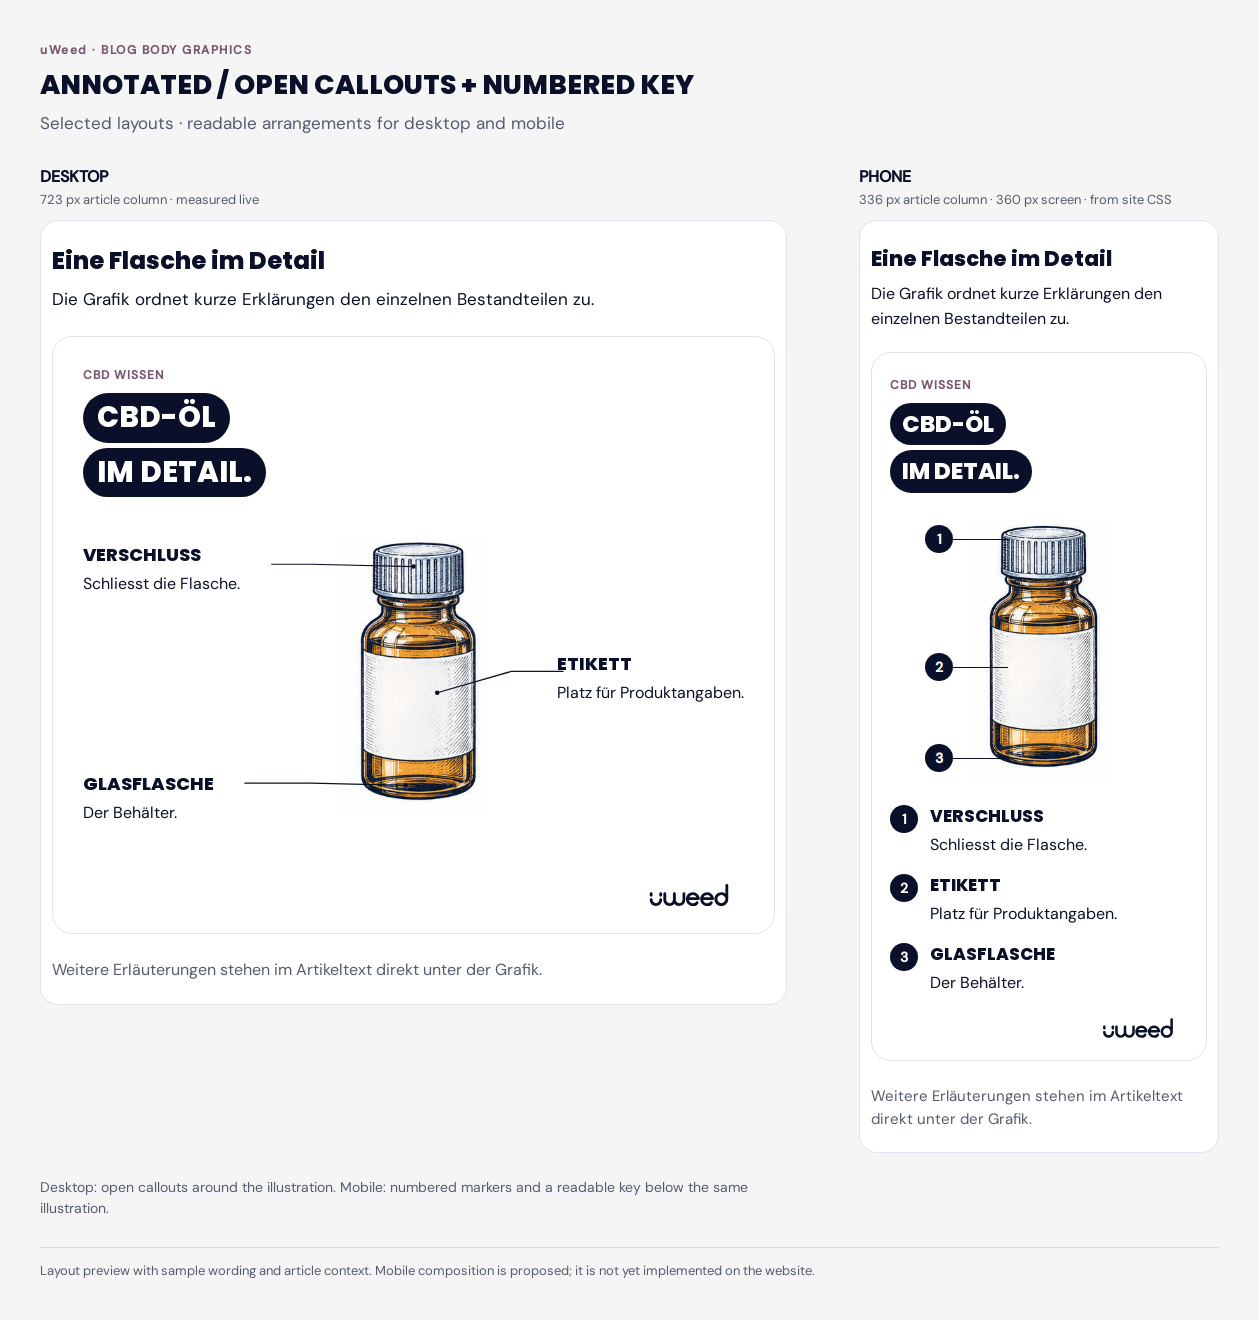 uWeed · BLOG BODY GRAPHICS
ANNOTATED / OPEN CALLOUTS + NUMBERED KEY
Selected layouts · readable arrangements for desktop and mobile
DESKTOP
723 px article column · measured live
Eine Flasche im Detail
Die Grafik ordnet kurze Erklärungen den einzelnen Bestandteilen zu.
CBD WISSEN
CBD-ÖL
IM DETAIL.
VERSCHLUSS
Schliesst die Flasche.
ETIKETT
Platz für Produktangaben.
GLASFLASCHE
Der Behälter.
uweed
Weitere Erläuterungen stehen im Artikeltext direkt unter der Grafik.
PHONE
336 px article column · 360 px screen · from site CSS
Eine Flasche im Detail
Die Grafik ordnet kurze Erklärungen den
einzelnen Bestandteilen zu.
CBD WISSEN
CBD-ÖL
IM DETAIL.
1
2
3
1 VERSCHLUSS
Schliesst die Flasche.
2 ETIKETT
Platz für Produktangaben.
3 GLASFLASCHE
Der Behälter.
uweed
Weitere Erläuterungen stehen im Artikeltext
direkt unter der Grafik.
Desktop: open callouts around the illustration. Mobile: numbered markers and a readable key below the same
illustration.
Layout preview with sample wording and article context. Mobile composition is proposed; it is not yet implemented on the website.